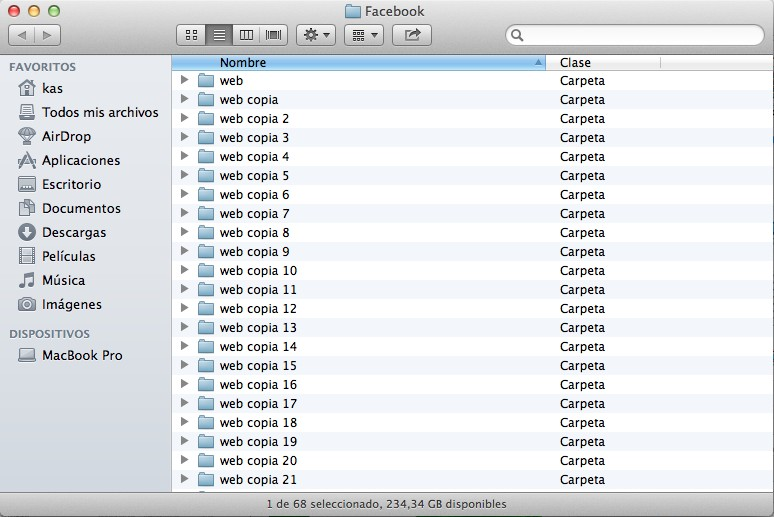 Facebook
FAVORITOS
kas
Todos mis archivos
AirDrop
Aplicaciones
Escritorio
Documentos
Descargas
Películas
Música
Imágenes
DISPOSITIVOS
MacBook Pro
Nombre Clase
web Carpeta
web copia Carpeta
web copia 2 Carpeta
web copia 3 Carpeta
web copia 4 Carpeta
web copia 5 Carpeta
web copia 6 Carpeta
web copia 7 Carpeta
web copia 8 Carpeta
web copia 9 Carpeta
web copia 10 Carpeta
web copia 11 Carpeta
web copia 12 Carpeta
web copia 13 Carpeta
web copia 14 Carpeta
web copia 15 Carpeta
web copia 16 Carpeta
web copia 17 Carpeta
web copia 18 Carpeta
web copia 19 Carpeta
web copia 20 Carpeta
web copia 21 Carpeta
1 de 68 seleccionado, 234,34 GB disponibles